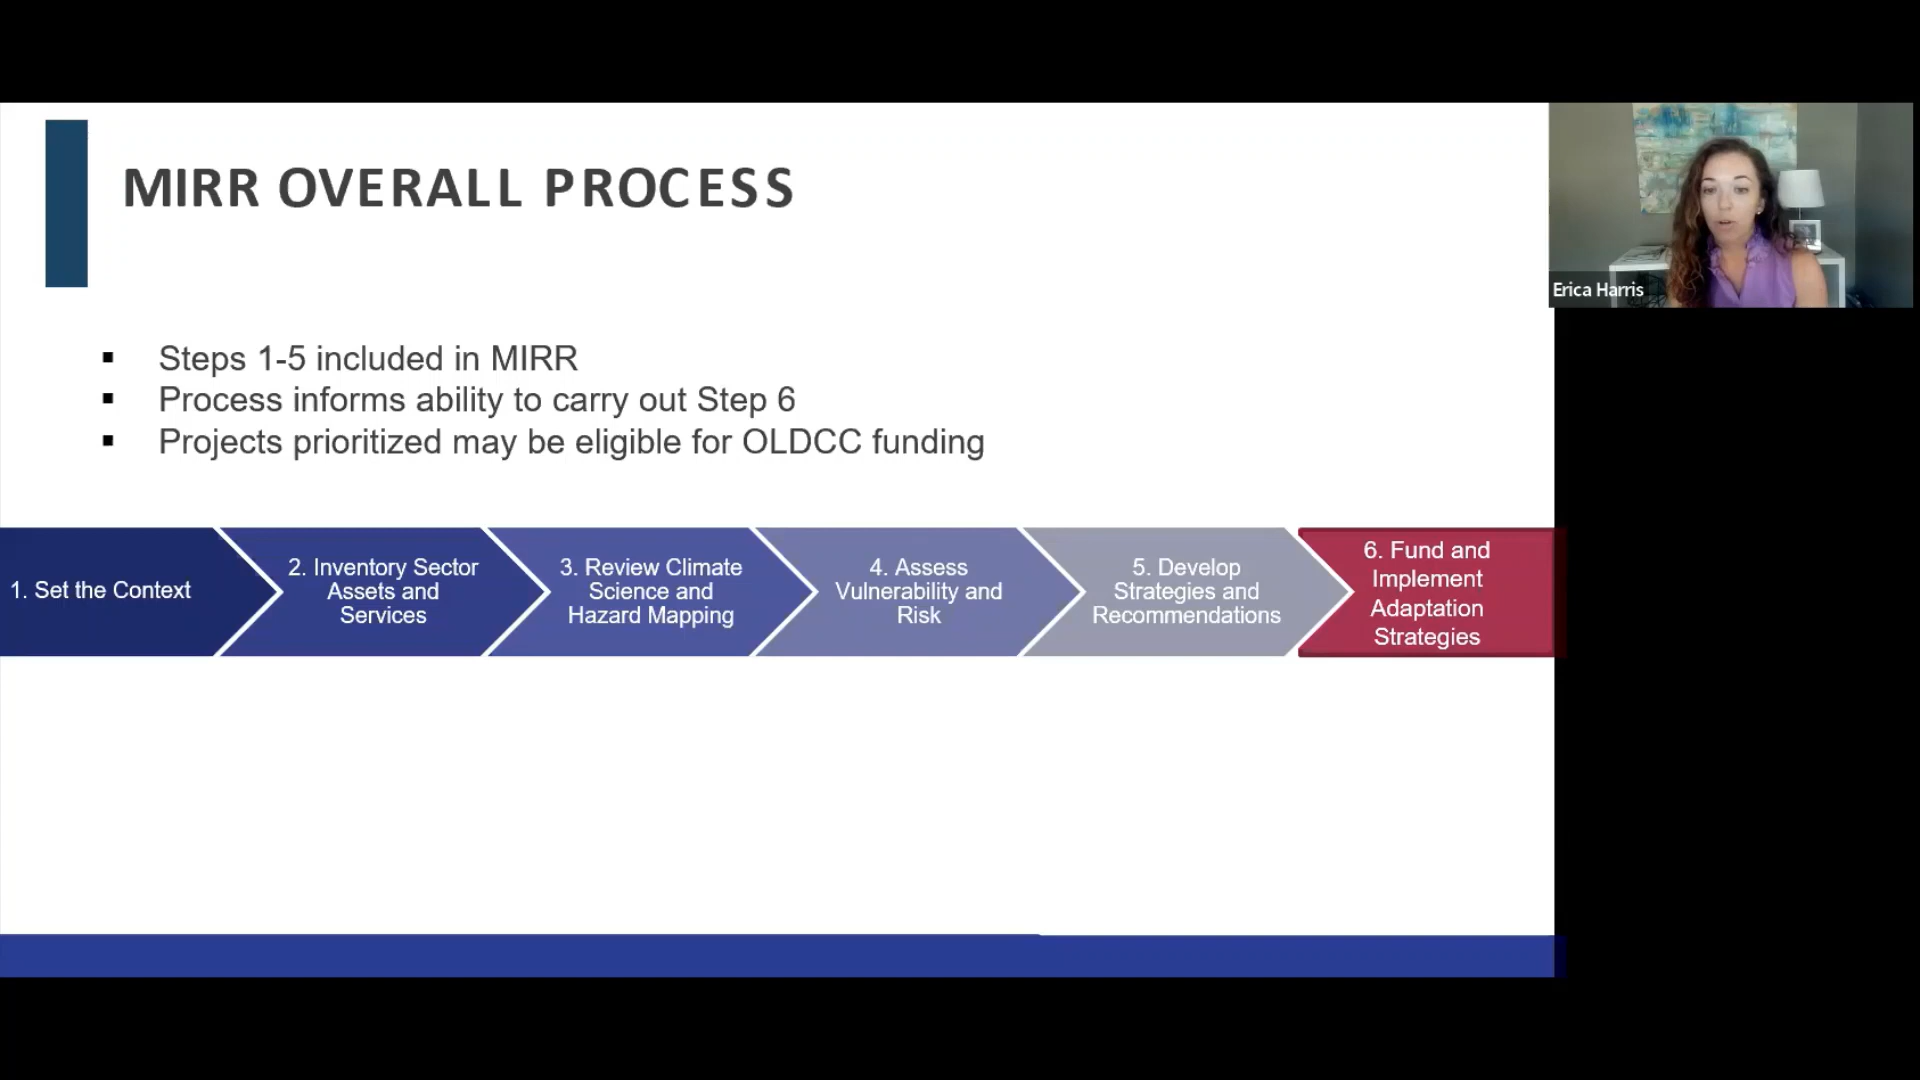 MIRR OVERALL PROCESS
Erica Harris
▪ Steps 1-5 included in MIRR
▪ Process informs ability to carry out Step 6
▪ Projects prioritized may be eligible for OLDCC funding
1. Set the Context
2. Inventory Sector
Assets and
Services
3. Review Climate
Science and
Hazard Mapping
4. Assess
Vulnerability and
Risk
5. Develop
Strategies and
Recommendations
6. Fund and
Implement
Adaptation
Strategies